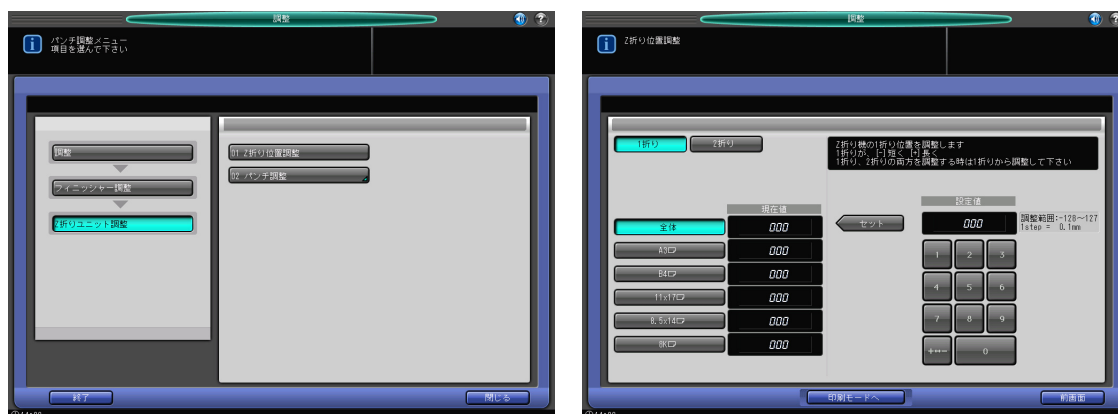 調整
パンチ調整メニュー
項目を選んで下さい
調整
フィニッシャー調整
Z折りユニット調整
01 Z折り位置調整
02 パンチ調整
終了
閉じる
調整
Z折り位置調整
1折り
2折り
Z折り機の1折り位置を調整します
1折りが、[-]短く [+]長く
1折り、2折りの両方を調整する時は1折りから調整して下さい
現在値
全体 000
A3 000
B4 000
11x17 000
8.5x14 000
8K 000
セット
設定値
000
調整範囲:-128~127
1step = 0.1mm
1 2 3
4 5 6
7 8 9
+↔- 0
印刷モードへ
前画面